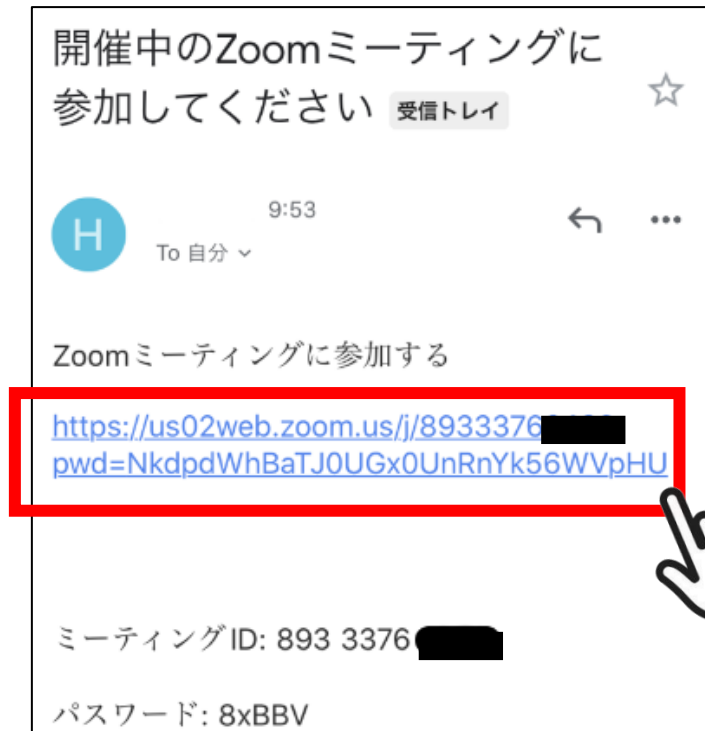 開催中のZoomミーティングに
参加してください 受信トレイ
H
9:53
To 自分
Zoomミーティングに参加する
https://us02web.zoom.us/j/8933376
pwd=NkdpdWhBaTJ0UGx0UnRnYk56WVpHU
ミーティングID: 893 3376
パスワード: 8xBBV